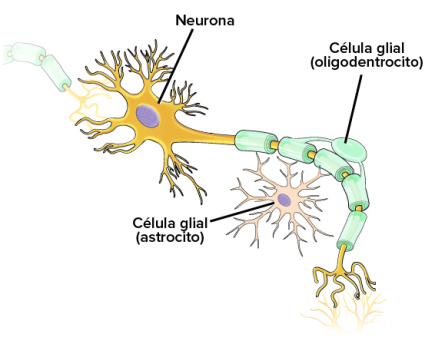 Neurona
Célula glial
(oligodentrocito)
Célula glial
(astrocito)